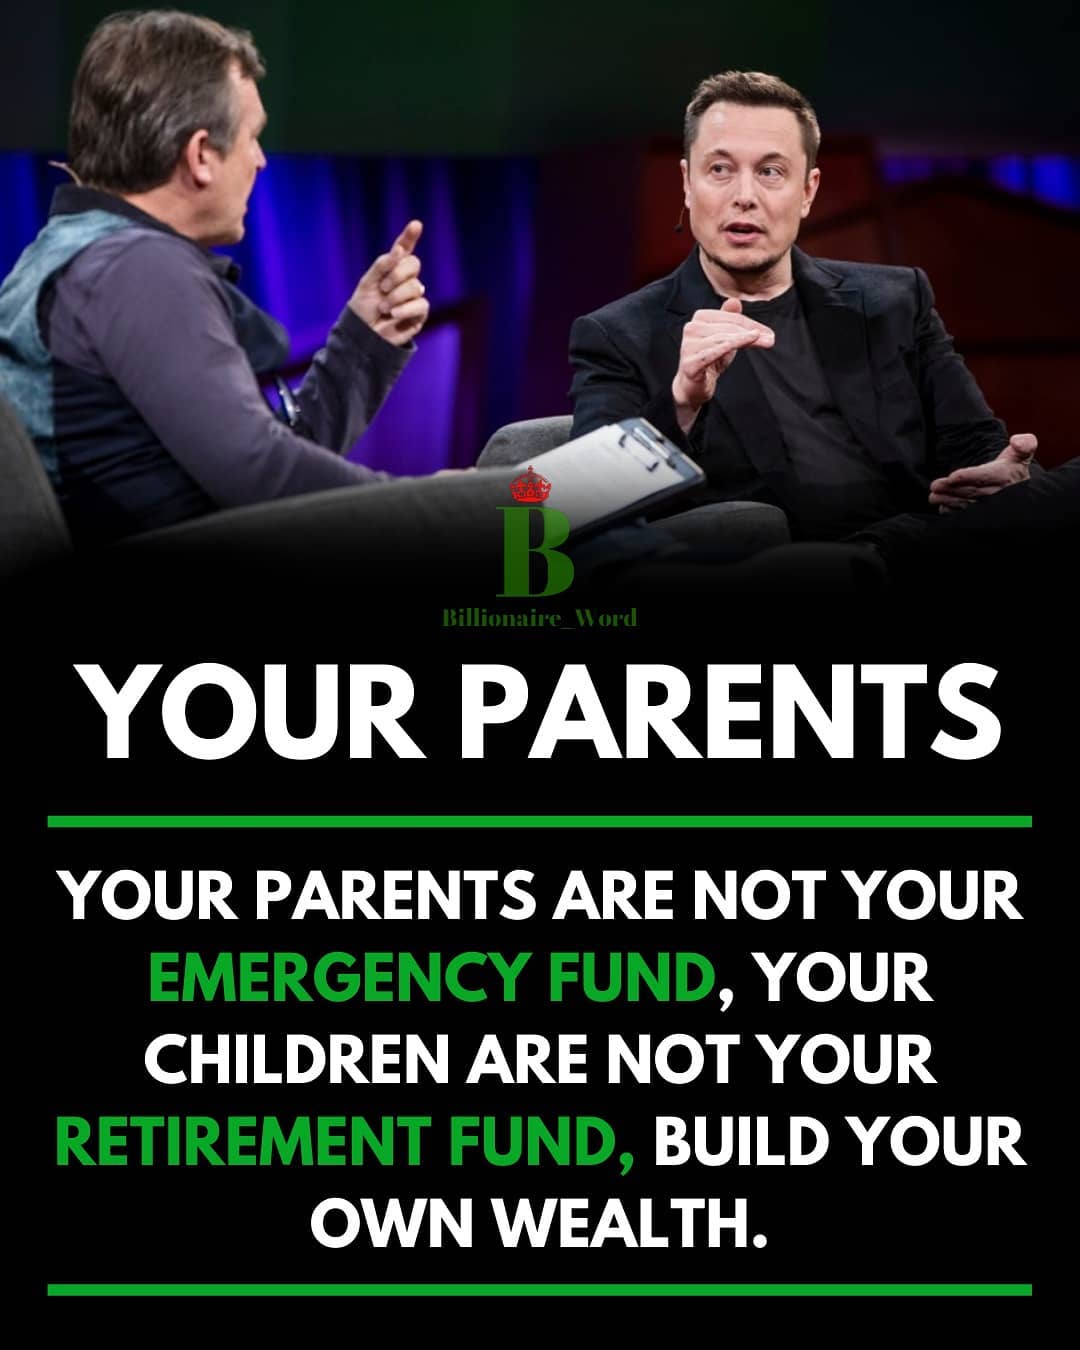 B
Billionaire_Word
YOUR PARENTS
YOUR PARENTS ARE NOT YOUR
EMERGENCY FUND, YOUR
CHILDREN ARE NOT YOUR
RETIREMENT FUND, BUILD YOUR
OWN WEALTH.